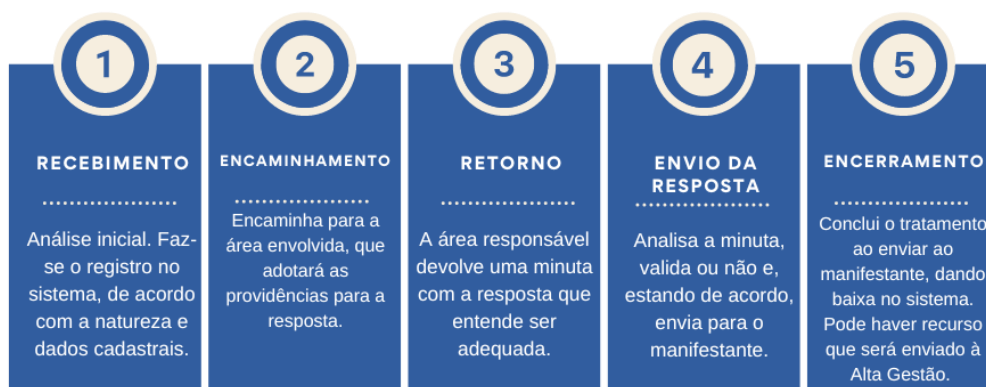 1
RECEBIMENTO
Análise inicial. Faz-
se o registro no
sistema, de acordo
com a natureza e
dados cadastrais.
2
ENCAMINHAMENTO
Encaminha para a
área envolvida, que
adotará as
providências para a
resposta.
3
RETORNO
A área responsável
devolve uma minuta
com a resposta que
entende ser
adequada.
4
ENVIO DA
RESPOSTA
Analisa a minuta,
valida ou não e,
estando de acordo,
envia para o
manifestante.
5
ENCERRAMENTO
Conclui o tratamento
ao enviar ao
manifestante, dando
baixa no sistema.
Pode haver recurso
que será enviado à
Alta Gestão.